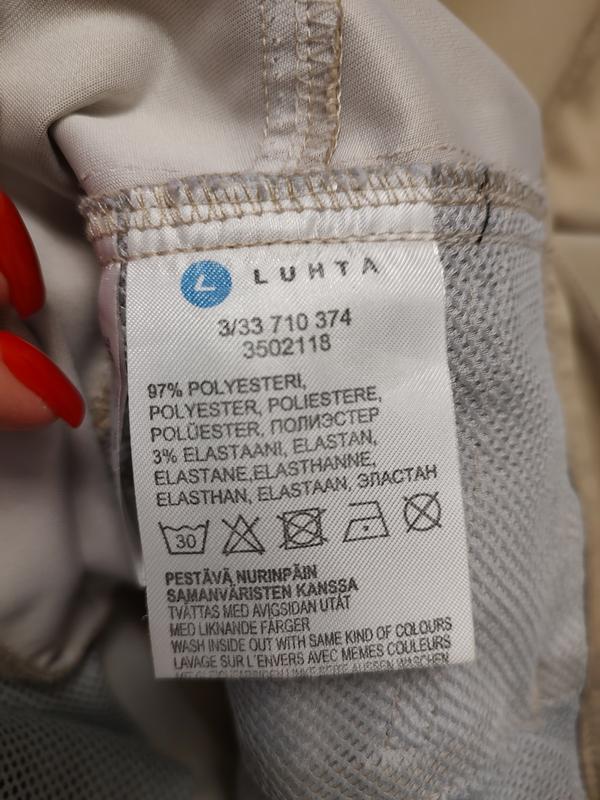 LUHTA
3/33 710 374
3502118
97% POLYESTERI,
POLYESTER, POLIESTERE,
POLÜESTER, ПОЛИЭСТЕР
3% ELASTAANI, ELASTAN,
ELASTANE,ELASTHANNE,
ELASTHAN, ELASTAAN, ЭЛАСТАН
30
PESTÄVÄ NURINPÄIN
SAMANVÄRISTEN KANSSA
TVÄTTAS MED AVIGSIDAN UTÅT
MED LIKNANDE FÄRGER
WASH INSIDE OUT WITH SAME KIND OF COLOURS
LAVAGE SUR L'ENVERS AVEC MEMES COULEURS